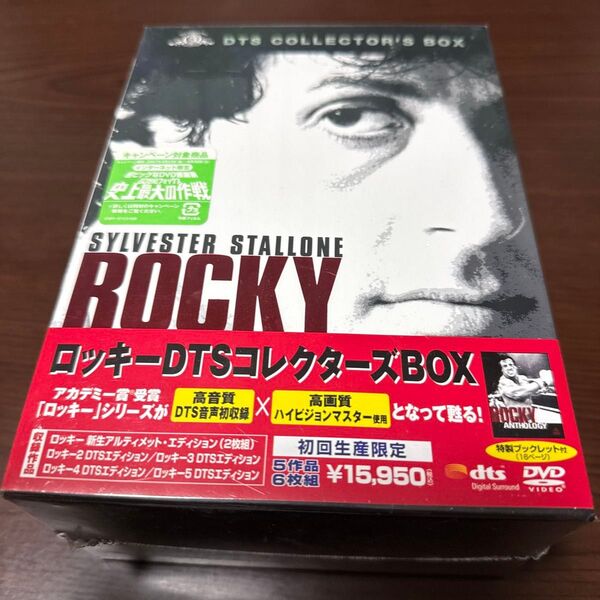 DTS COLLECTOR'S BOX
キャンペーン対象商品
史上最大の作戦
SYLVESTER STALLONE
ROCKY
ロッキーDTSコレクターズBOX
アカデミー賞受賞
「ロッキー」シリーズが
高音質
DTS音声初収録
×
高画質
ハイビジョンマスター使用
となって甦る!
ROCKY
ANTHOLOGY
特製ブックレット付
(16ページ)
収録作品
ロッキー 新生アルティメット・エディション(2枚組)
ロッキー2 DTSエディション/ロッキー3 DTSエディション
ロッキー4 DTSエディション/ロッキー5 DTSエディション
初回生産限定
5作品
6枚組
¥15,950
dts
Digital Surround
DVD
VIDEO